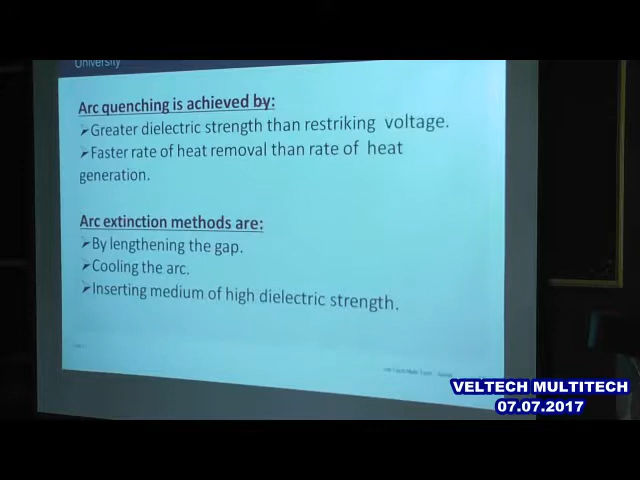 University
Arc quenching is achieved by:
➢Greater dielectric strength than restriking voltage.
➢Faster rate of heat removal than rate of heat
generation.
Arc extinction methods are:
➢By lengthening the gap.
➢Cooling the arc.
➢Inserting medium of high dielectric strength.
VELTECH MULTITECH
07.07.2017